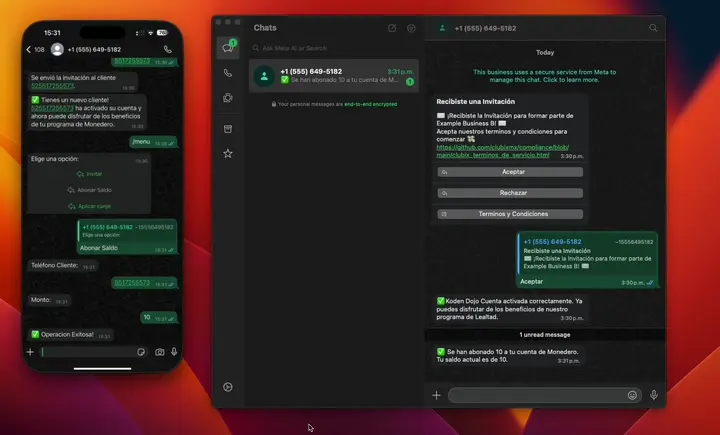 15:31
70
108
+1 (555) 649-5182
5517255573
15:30
Se envió la invitación al cliente
525517255573.
15:30
✅ Tienes un nuevo cliente!
525517255573 ha activado su cuenta y
ahora puede disfrutar de los beneficios
de tu programa de Monedero.
15:30
/menu
15:30
Elige una opción:
15:30
Invitar
Abonar Saldo
Aplicar canje
+1 (555) 649-5182 ~15556495182
Elige una opción:
Abonar Saldo
15:31
Teléfono Cliente:
15:31
5517255573
15:31
Monto:
15:31
10
15:31
✅ Operacion Exitosa!
15:31
1
Chats
Ask Meta AI or Search
+1 (555) 649-5182
3:31 p.m.
✅ Se han abonado 10 a tu cuenta de M...
1
Your personal messages are end-to-end encrypted
+1 (555) 649-5182
Today
This business uses a secure service from Meta to
manage this chat. Click to learn more.
Recibiste una Invitación
✉️ ¡Recibiste la Invitación para formar parte de
Example Business B! ✉️
Acepta nuestros terminos y condiciones para
comenzar 💸
https://github.com/clubixmx/compliance/blob/
main/clubix_terminos_de_servicio.html
3:30 p.m.
Aceptar
Rechazar
Terminos y Condiciones
+1 (555) 649-5182
~15556495182
Recibiste una Invitación
✉️ ¡Recibiste la Invitación para formar parte de
Example Business B! ✉️
Aceptar
3:30 p.m.
✅Koden Dojo Cuenta activada correctamente. Ya
puedes disfrutar de los beneficios de nuestro
programa de Lealtad.
3:30 p.m.
1 unread message
✅ Se han abonado 10 a tu cuenta de Monedero.
Tu saldo actual es de 10.
3:31 p.m.